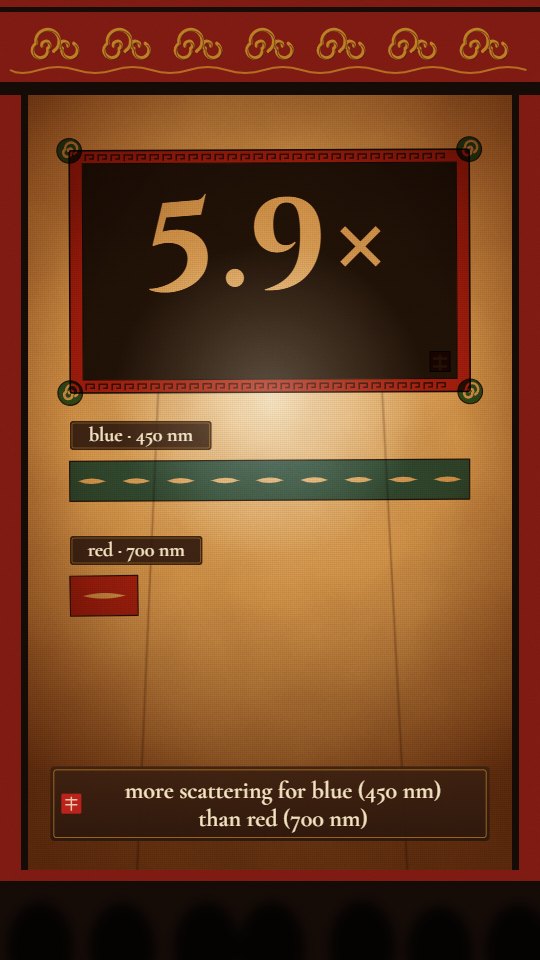 5.9×
blue · 450 nm
red · 700 nm
more scattering for blue (450 nm)
than red (700 nm)